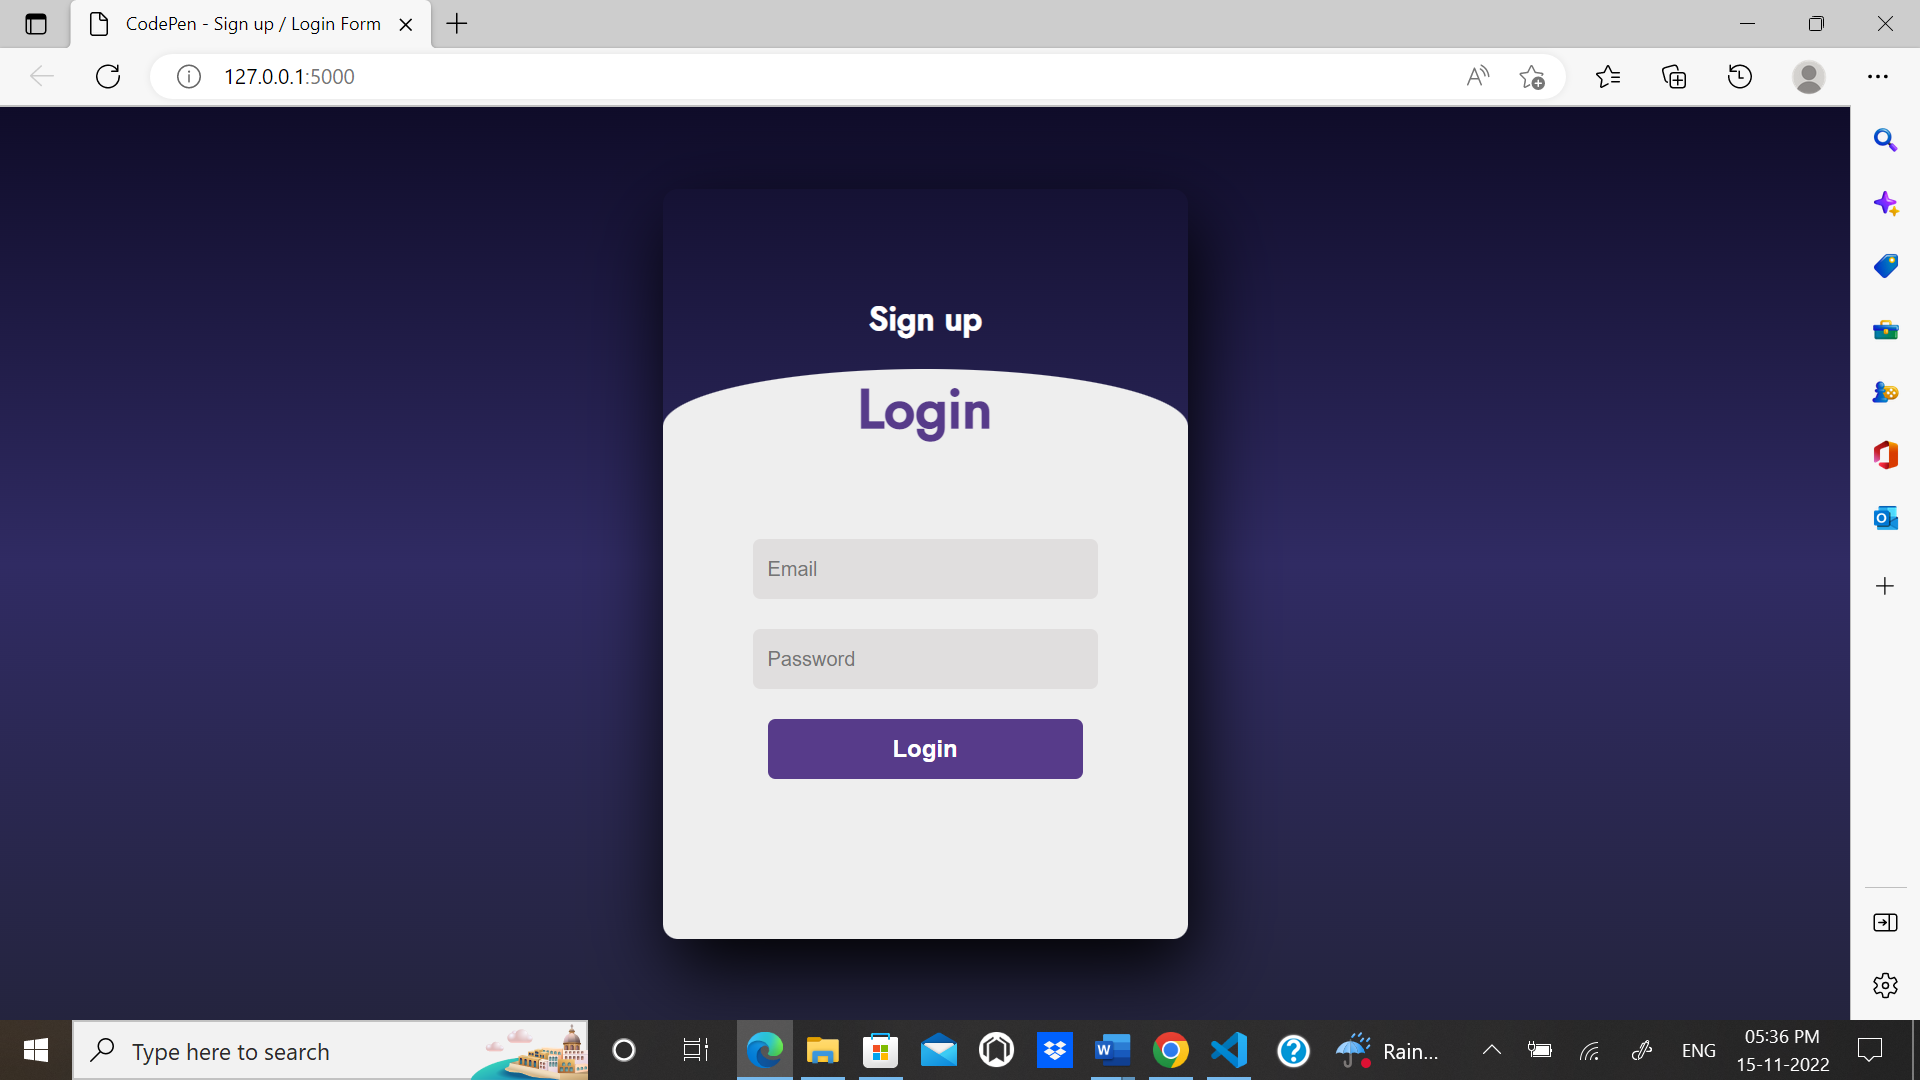 CodePen - Sign up / Login Form
127.0.0.1:5000
Sign up
Login
Email
Password
Login
Type here to search
Rain...
ENG
05:36 PM
15-11-2022